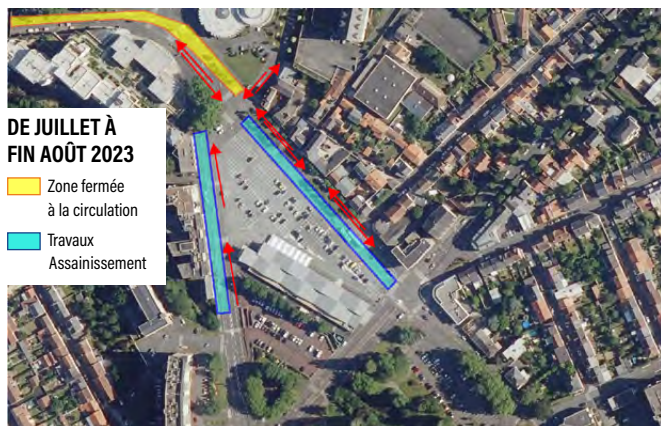 DE JUILLET À
FIN AOÛT 2023
Zone fermée
à la circulation
Travaux
Assainissement